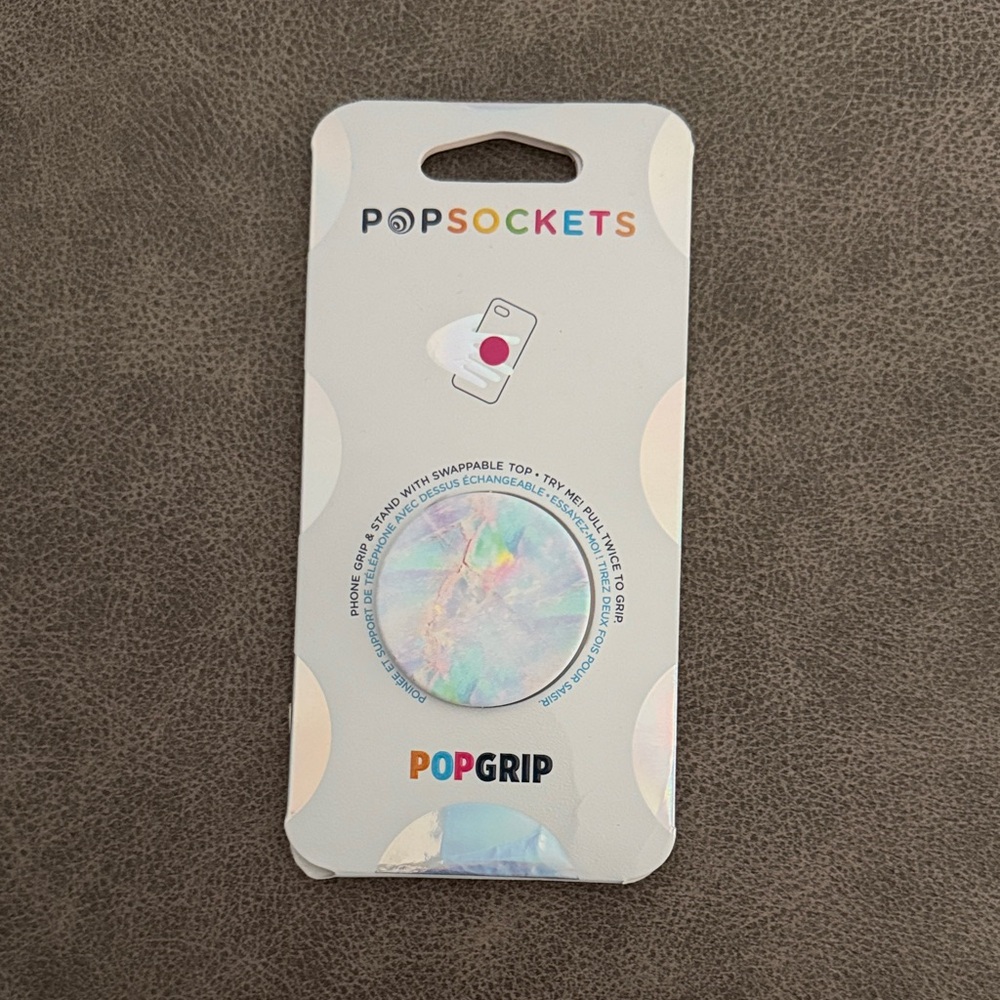 POPSOCKETS
PHONE GRIP & STAND WITH SWAPPABLE TOP • TRY ME! PULL TWICE TO GRIP
POINÉE ET SUPPORT DE TÉLÉPHONE AVEC DESSUS ÉCHANGEABLE • ESSAYEZ-MOI ! TIREZ DEUX FOIS POUR SAISIR.
POPGRIP